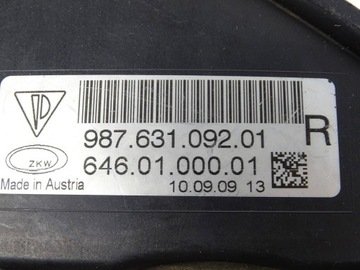 987.631.092.01
R
ZKW
646.01.000.01
Made in Austria
10.09.09 13